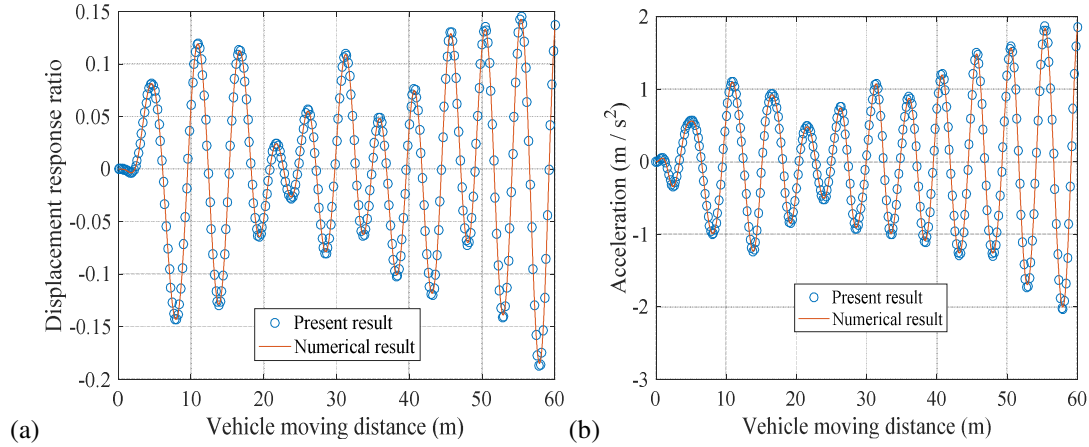 0.15
0.1
0.05
0
-0.05
-0.1
-0.15
-0.2
Displacement response ratio
Present result
Numerical result
0 10 20 30 40 50 60
Vehicle moving distance (m)
(a)
2
1
0
-1
-2
-3
Acceleration (m / s²)
Present result
Numerical result
0 10 20 30 40 50 60
Vehicle moving distance (m)
(b)